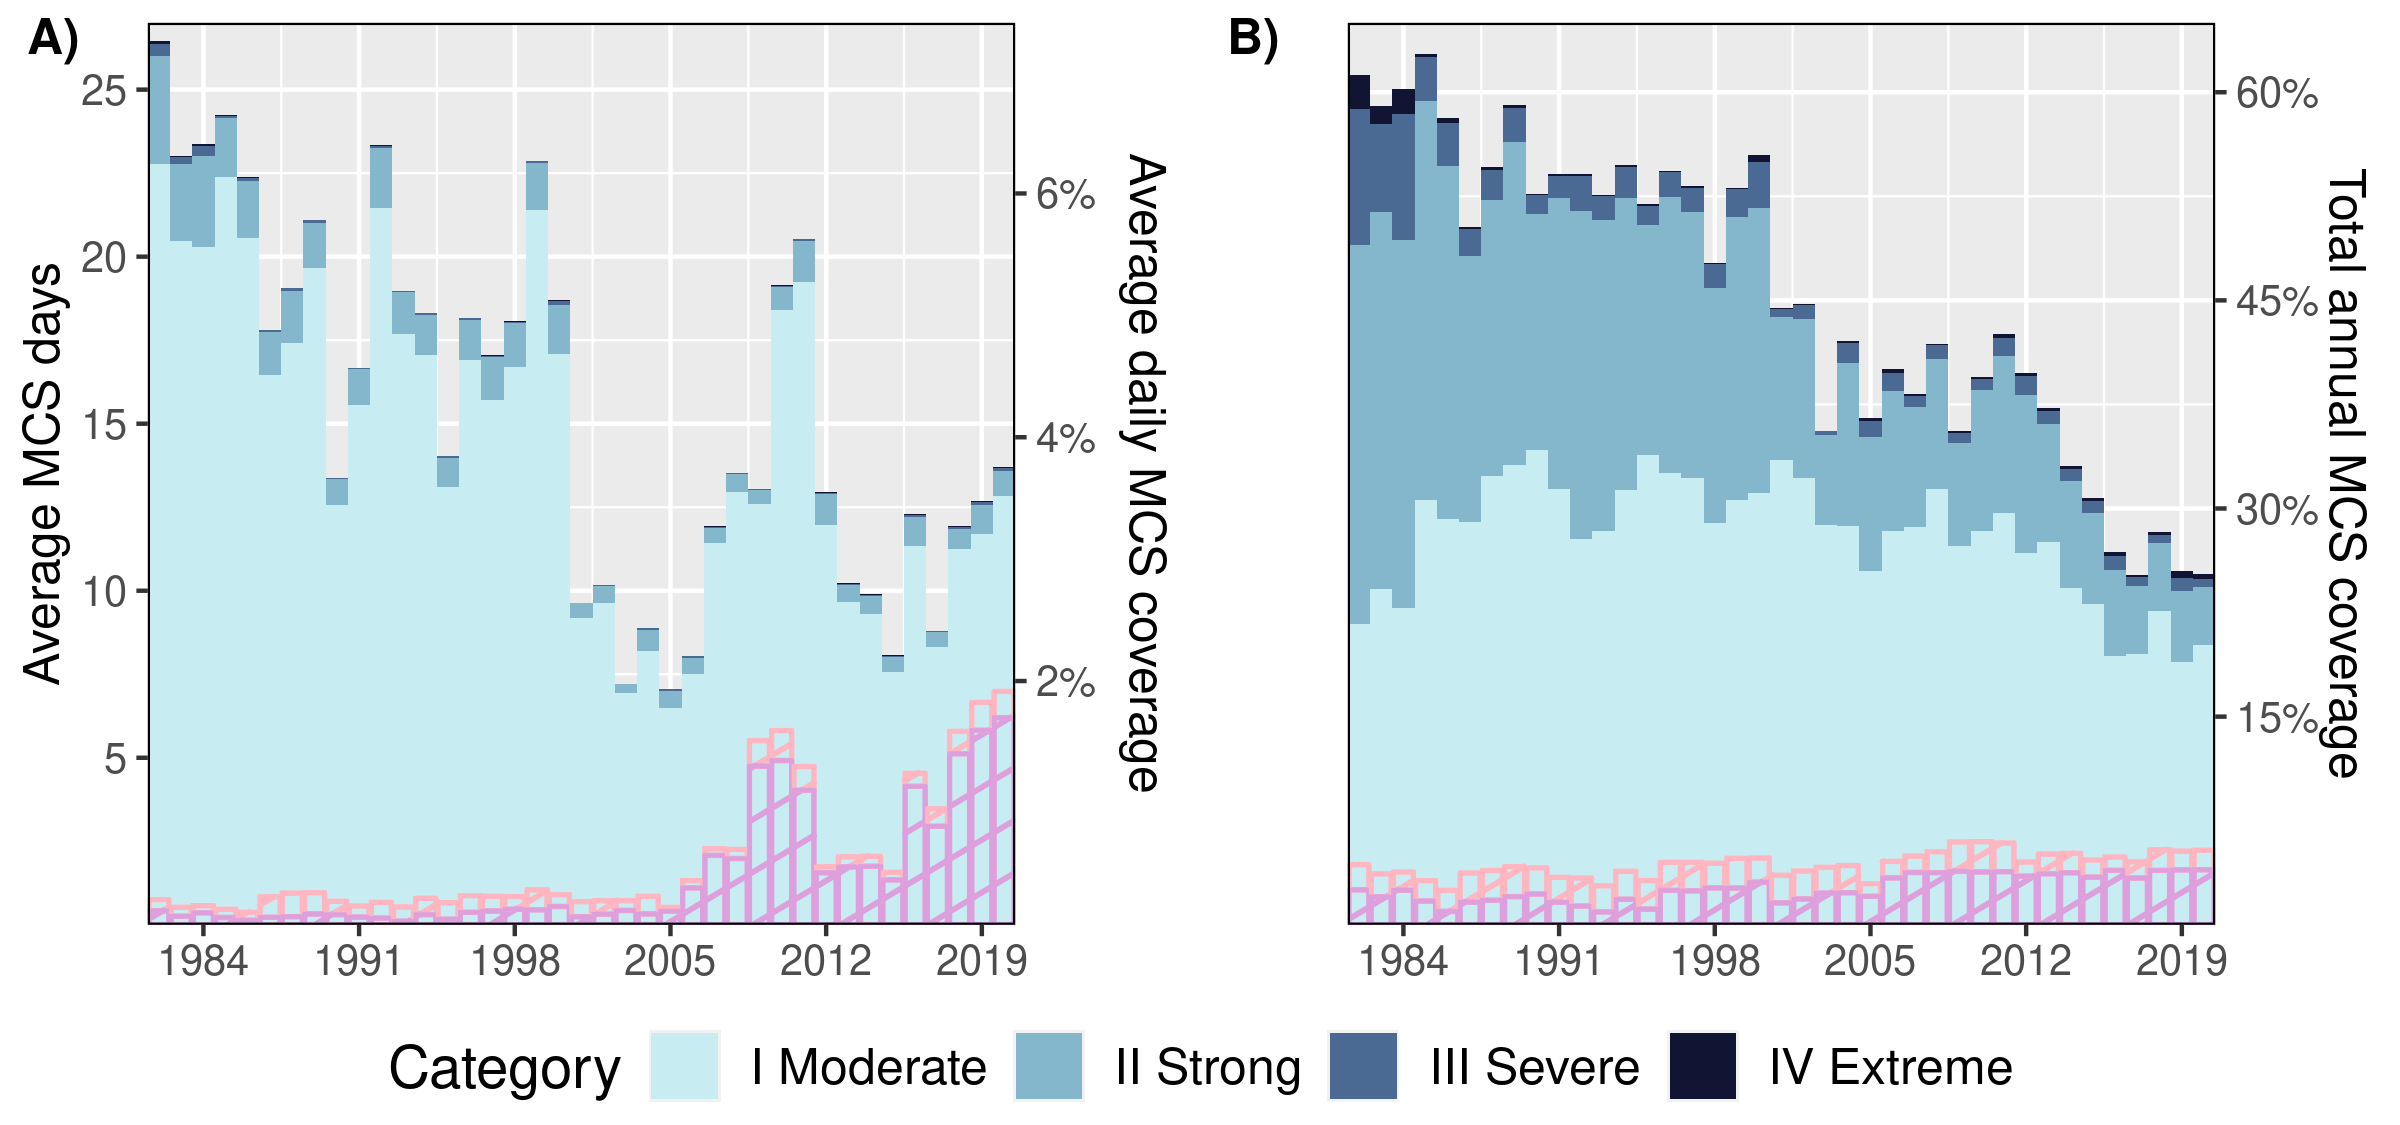 A)
Average MCS days
25
20
15
10
5
6%
4%
2%
Average daily MCS coverage
1984 1991 1998 2005 2012 2019
B)
60%
45%
30%
15%
Total annual MCS coverage
1984 1991 1998 2005 2012 2019
Category I Moderate II Strong III Severe IV Extreme